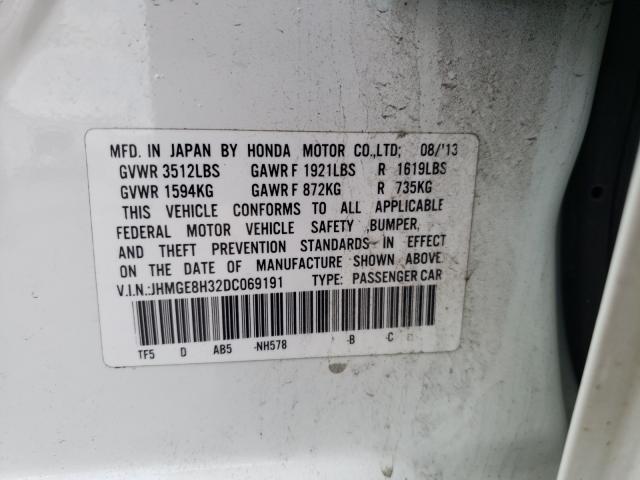 MFD. IN JAPAN BY HONDA MOTOR CO.,LTD; 08/'13
GVWR 3512LBS GAWR F 1921LBS R 1619LBS
GVWR 1594KG GAWR F 872KG R 735KG
THIS VEHICLE CONFORMS TO ALL APPLICABLE
FEDERAL MOTOR VEHICLE SAFETY ,BUMPER,
AND THEFT PREVENTION STANDARDS IN EFFECT
ON THE DATE OF MANUFACTURE SHOWN ABOVE.
V.I.N.:JHMGE8H32DC069191 TYPE: PASSENGER CAR
TF5 D AB5 -NH578 -B -C